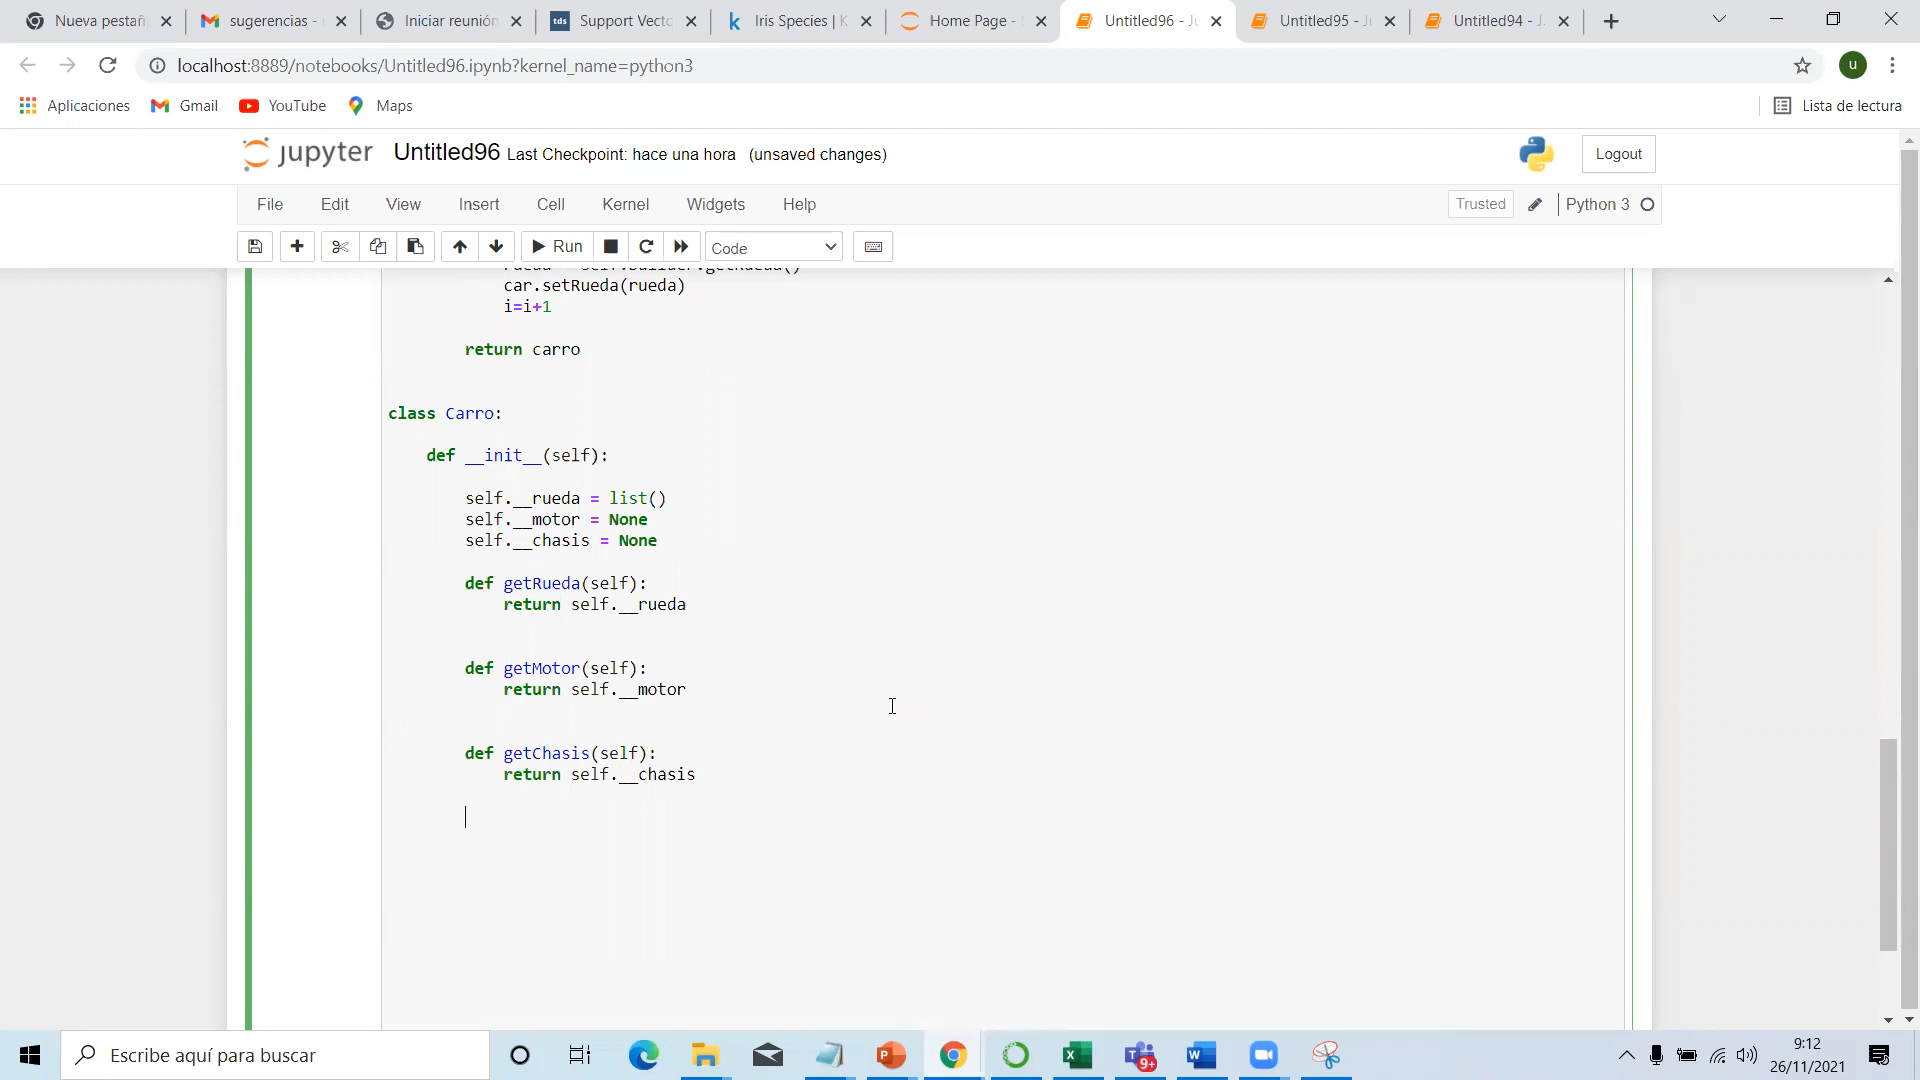 Nueva pestañ
sugerencias -
Iniciar reunión
tds Support Vecto
k Iris Species | K
Home Page -
Untitled96 - Ju
Untitled95 - Ju
Untitled94 - J
localhost:8889/notebooks/Untitled96.ipynb?kernel_name=python3
u
Aplicaciones
Gmail
YouTube
Maps
Lista de lectura
jupyter Untitled96 Last Checkpoint: hace una hora (unsaved changes)
Logout
File Edit View Insert Cell Kernel Widgets Help
Trusted
Python 3
Run
Code
car.setRueda(rueda)
i=i+1
return carro
class Carro:
def __init__(self):
self.__rueda = list()
self.__motor = None
self.__chasis = None
def getRueda(self):
return self.__rueda
def getMotor(self):
return self.__motor
def getChasis(self):
return self.__chasis
Escribe aquí para buscar
9+
9:12
26/11/2021